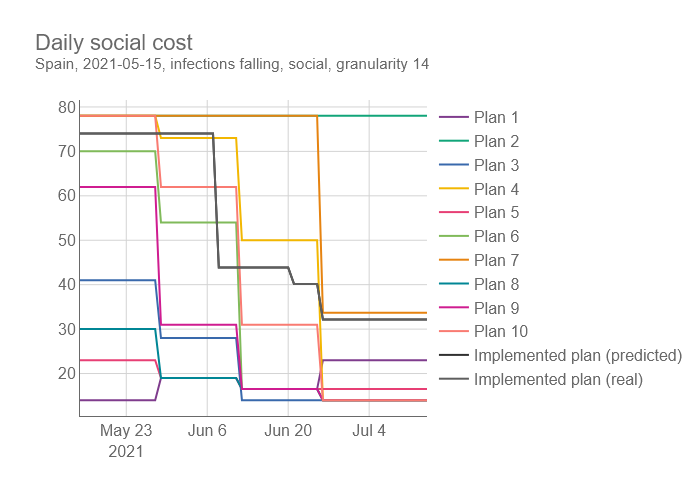 Daily social cost
Spain, 2021-05-15, infections falling, social, granularity 14
80
70
60
50
40
30
20
May 23
2021
Jun 6
Jun 20
Jul 4
Plan 1
Plan 2
Plan 3
Plan 4
Plan 5
Plan 6
Plan 7
Plan 8
Plan 9
Plan 10
Implemented plan (predicted)
Implemented plan (real)